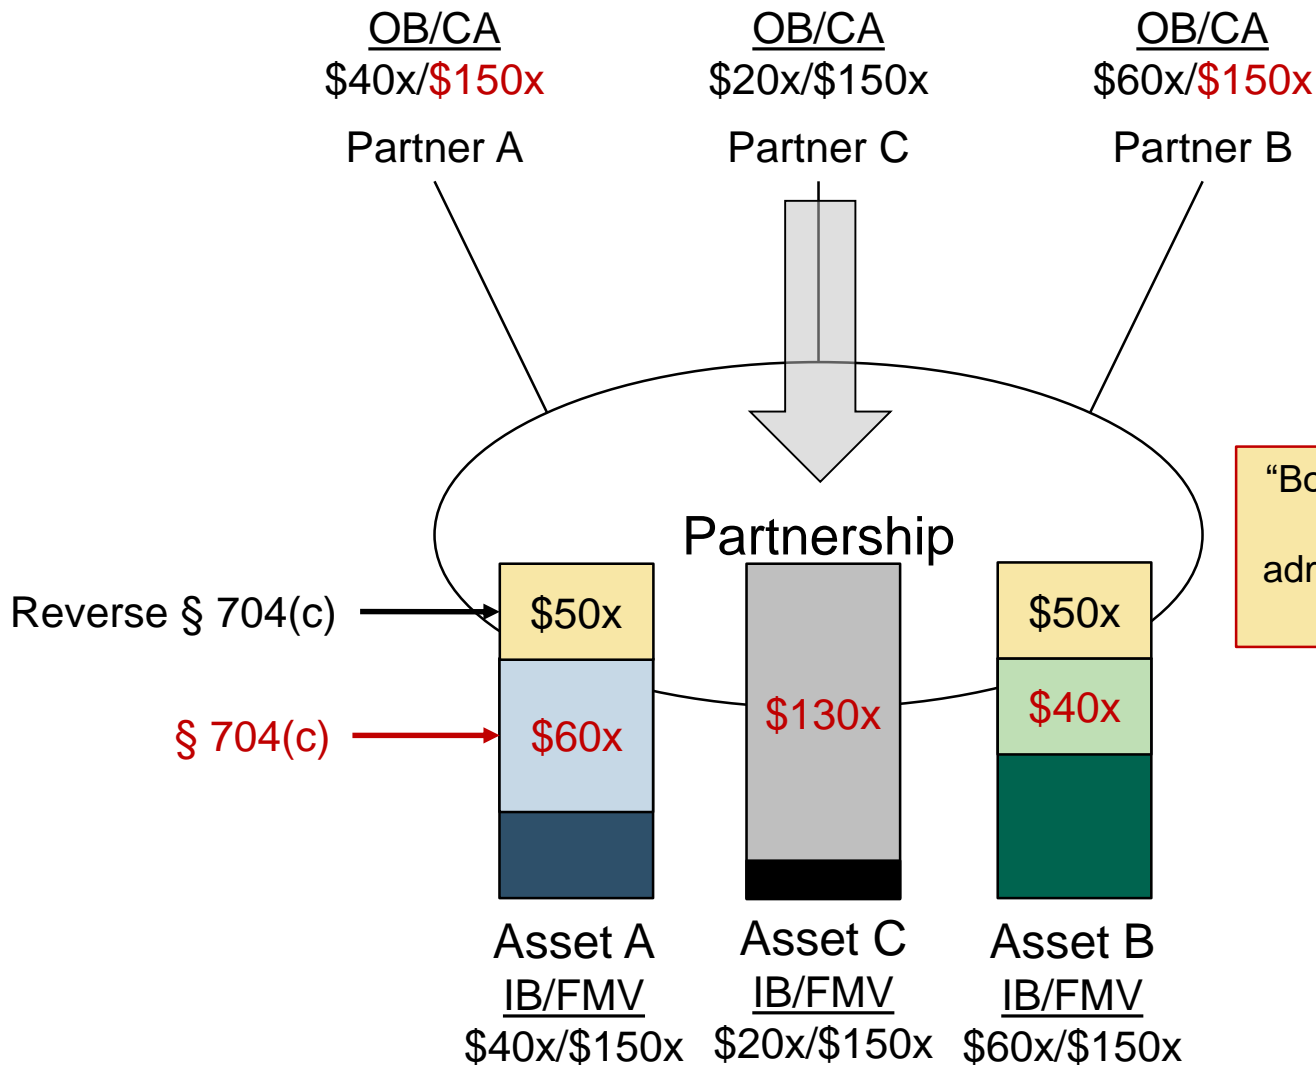 OB/CA
$40x/$150x
Partner A
OB/CA
$20x/$150x
Partner C
OB/CA
$60x/$150x
Partner B
Partnership
Reverse § 704(c)
§ 704(c)
$50x
$60x
$130x
$50x
$40x
Asset A
IB/FMV
$40x/$150x
Asset C
IB/FMV
$20x/$150x
Asset B
IB/FMV
$60x/$150x